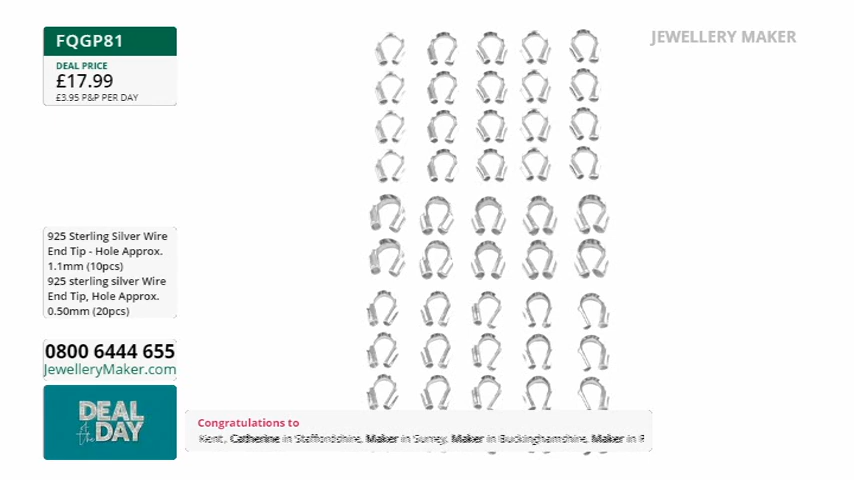 FQGP81
DEAL PRICE
£17.99
£3.95 P&P PER DAY
JEWELLERY MAKER
925 Sterling Silver Wire
End Tip - Hole Approx.
1.1mm (10pcs)
925 sterling silver Wire
End Tip, Hole Approx.
0.50mm (20pcs)
0800 6444 655
JewelleryMaker.com
DEAL
of the
DAY
Congratulations to
Kent, Catherine in Staffordshire, Maker in Surrey, Maker in Buckinghamshire, Maker in